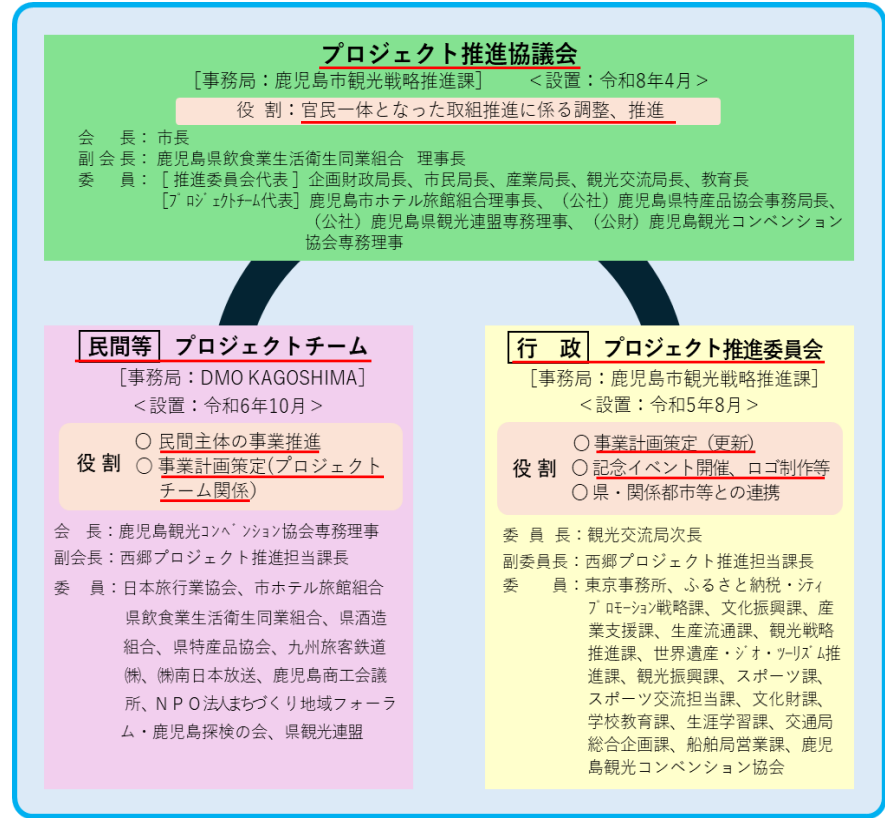 プロジェクト推進協議会
[事務局：鹿児島市観光戦略推進課]　＜設置：令和8年4月＞
役 割：官民一体となった取組推進に係る調整、推進
会　長：市長
副会長：鹿児島県飲食業生活衛生同業組合 理事長
委　員：［推進委員会代表］企画財政局長、市民局長、産業局長、観光交流局長、教育長
[ﾌﾟﾛｼﾞｪｸﾄﾁｰﾑ代表] 鹿児島市ホテル旅館組合理事長、（公社）鹿児島県特産品協会事務局長、
（公社）鹿児島県観光連盟専務理事、（公財）鹿児島観光コンベンション
協会専務理事
民間等 プロジェクトチーム
[事務局：DMO KAGOSHIMA]
＜設置：令和6年10月＞
役割
○ 民間主体の事業推進
○ 事業計画策定(プロジェクト
チーム関係)
会　長：鹿児島観光ｺﾝﾍﾞﾝｼｮﾝ協会専務理事
副会長：西郷プロジェクト推進担当課長
委　員：日本旅行業協会、市ホテル旅館組合
県飲食業生活衛生同業組合、県酒造
組合、県特産品協会、九州旅客鉄道
㈱、㈱南日本放送、鹿児島商工会議
所、ＮＰＯ法人まちづくり地域フォーラ
ム・鹿児島探検の会、県観光連盟
行　政 プロジェクト推進委員会
[事務局：鹿児島市観光戦略推進課]
＜設置：令和5年8月＞
役割
○事業計画策定（更新）
○記念イベント開催、ロゴ制作等
○県・関係都市等との連携
委 員 長：観光交流局次長
副委員長：西郷プロジェクト推進担当課長
委　　員：東京事務所、ふるさと納税・ｼﾃｨ
ﾌﾟﾛﾓｰｼｮﾝ戦略課、文化振興課、産
業支援課、生産流通課、観光戦略
推進課、世界遺産・ｼﾞｵ・ﾂｰﾘｽﾞﾑ推
進課、観光振興課、スポーツ課、
スポーツ交流担当課、文化財課、
学校教育課、生涯学習課、交通局
総合企画課、船舶局営業課、鹿児
島観光コンベンション協会